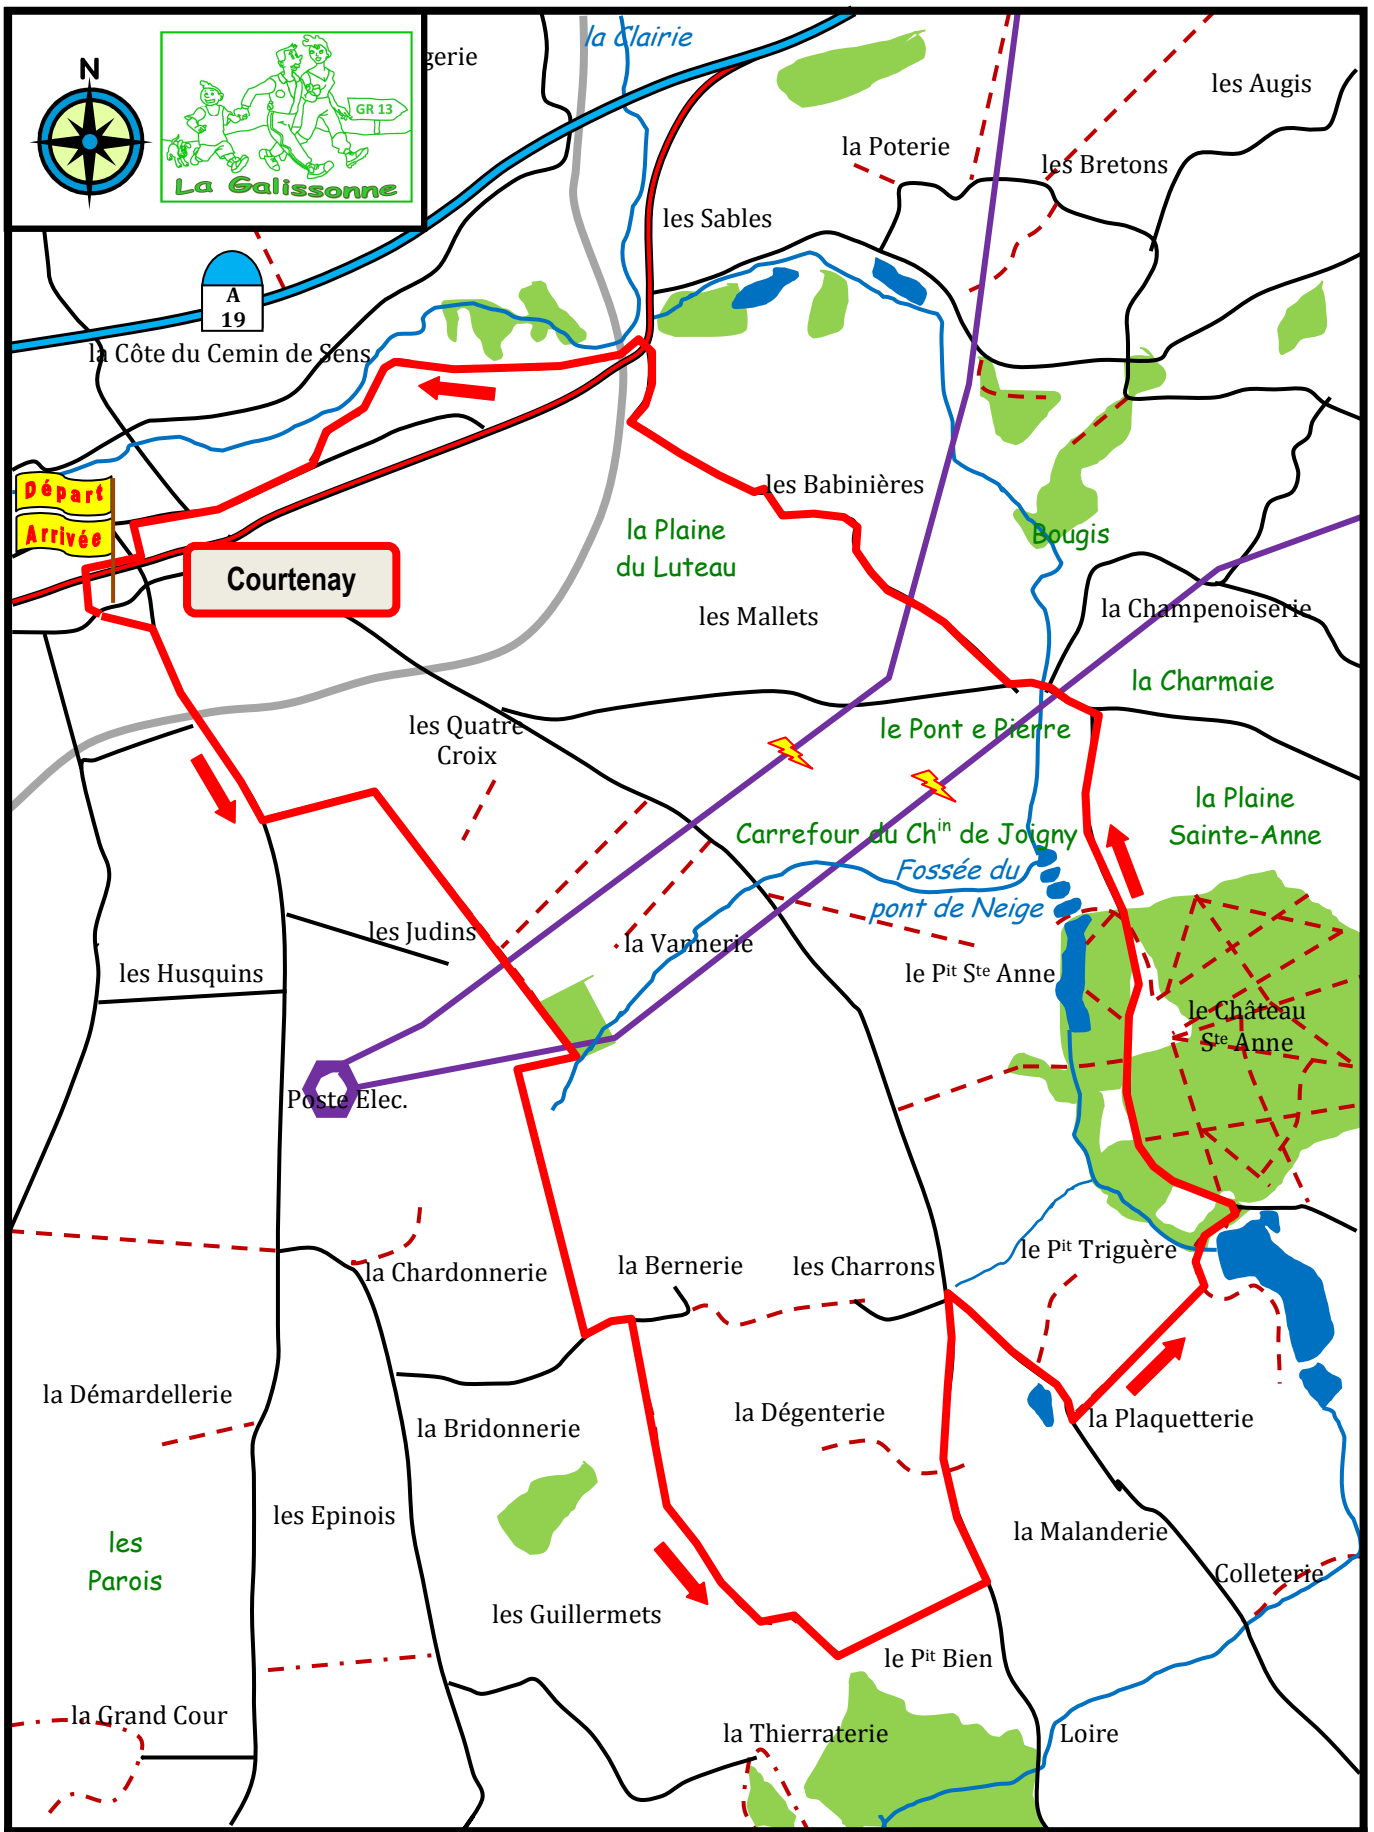 N
GR 13
La Galissonne
gerie
la Clairie
les Augis
la Poterie
les Bretons
les Sables
A
19
la Côte du Cemin de Sens
Départ
Arrivée
Courtenay
les Babinières
la Plaine
du Luteau
Bougis
les Mallets
la Champenoiserie
la Charmaie
les Quatre
Croix
le Pont e Pierre
la Plaine
Sainte-Anne
Carrefour du Chin de Joigny
Fossée du
pont de Neige
les Judins
la Vannerie
les Husquins
le Pit Ste Anne
le Château
Ste Anne
Poste Elec.
le Pit Triguère
la Chardonnerie
la Bernerie
les Charrons
la Démardellerie
la Bridonnerie
la Dégenterie
la Plaquetterie
les Epinois
la Malanderie
les
Parois
Colleterie
les Guillermets
le Pit Bien
la Grand Cour
la Thierraterie
Loire